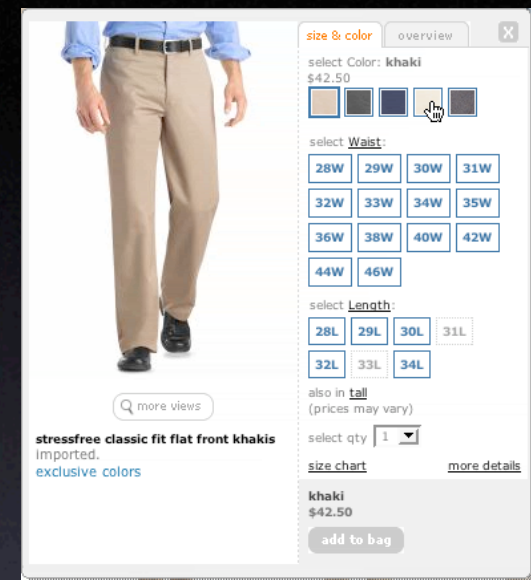 size & color
overview
X
select Color: khaki
$42.50
select Waist:
28W 29W 30W 31W
32W 33W 34W 35W
36W 38W 40W 42W
44W 46W
select Length:
28L 29L 30L 31L
32L 33L 34L
also in tall
(prices may vary)
select qty 1
size chart more details
khaki
$42.50
add to bag
more views
stressfree classic fit flat front khakis
imported.
exclusive colors